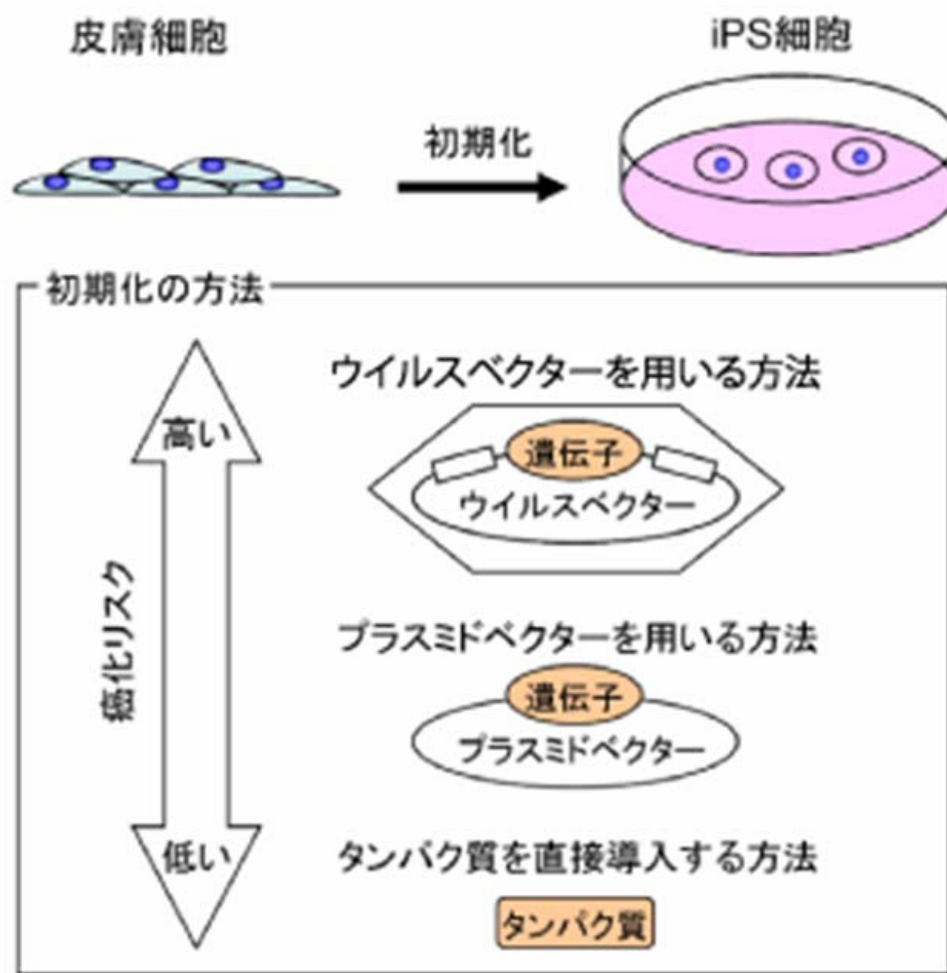 皮膚細胞
iPS細胞
初期化
初期化の方法
高い
癌化リスク
低い
ウイルスベクターを用いる方法
遺伝子
ウイルスベクター
プラスミドベクターを用いる方法
遺伝子
プラスミドベクター
タンパク質を直接導入する方法
タンパク質